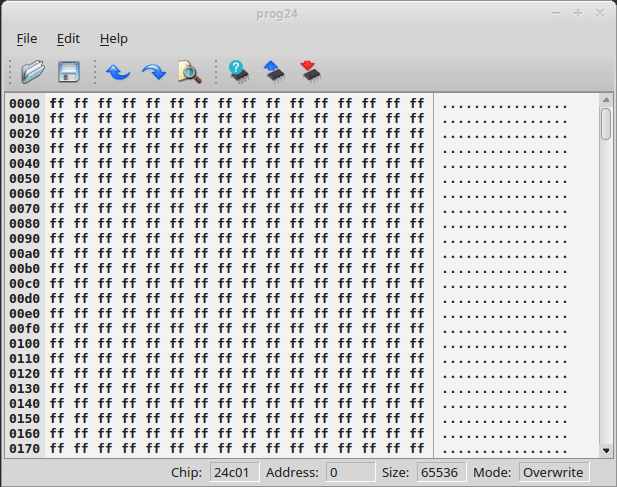 prog24
File Edit Help
0000 ff ff ff ff ff ff ff ff ff ff ff ff ff ff ff ff ................
0010 ff ff ff ff ff ff ff ff ff ff ff ff ff ff ff ff ................
0020 ff ff ff ff ff ff ff ff ff ff ff ff ff ff ff ff ................
0030 ff ff ff ff ff ff ff ff ff ff ff ff ff ff ff ff ................
0040 ff ff ff ff ff ff ff ff ff ff ff ff ff ff ff ff ................
0050 ff ff ff ff ff ff ff ff ff ff ff ff ff ff ff ff ................
0060 ff ff ff ff ff ff ff ff ff ff ff ff ff ff ff ff ................
0070 ff ff ff ff ff ff ff ff ff ff ff ff ff ff ff ff ................
0080 ff ff ff ff ff ff ff ff ff ff ff ff ff ff ff ff ................
0090 ff ff ff ff ff ff ff ff ff ff ff ff ff ff ff ff ................
00a0 ff ff ff ff ff ff ff ff ff ff ff ff ff ff ff ff ................
00b0 ff ff ff ff ff ff ff ff ff ff ff ff ff ff ff ff ................
00c0 ff ff ff ff ff ff ff ff ff ff ff ff ff ff ff ff ................
00d0 ff ff ff ff ff ff ff ff ff ff ff ff ff ff ff ff ................
00e0 ff ff ff ff ff ff ff ff ff ff ff ff ff ff ff ff ................
00f0 ff ff ff ff ff ff ff ff ff ff ff ff ff ff ff ff ................
0100 ff ff ff ff ff ff ff ff ff ff ff ff ff ff ff ff ................
0110 ff ff ff ff ff ff ff ff ff ff ff ff ff ff ff ff ................
0120 ff ff ff ff ff ff ff ff ff ff ff ff ff ff ff ff ................
0130 ff ff ff ff ff ff ff ff ff ff ff ff ff ff ff ff ................
0140 ff ff ff ff ff ff ff ff ff ff ff ff ff ff ff ff ................
0150 ff ff ff ff ff ff ff ff ff ff ff ff ff ff ff ff ................
0160 ff ff ff ff ff ff ff ff ff ff ff ff ff ff ff ff ................
0170 ff ff ff ff ff ff ff ff ff ff ff ff ff ff ff ff ................
Chip: 24c01 Address: 0 Size: 65536 Mode: Overwrite